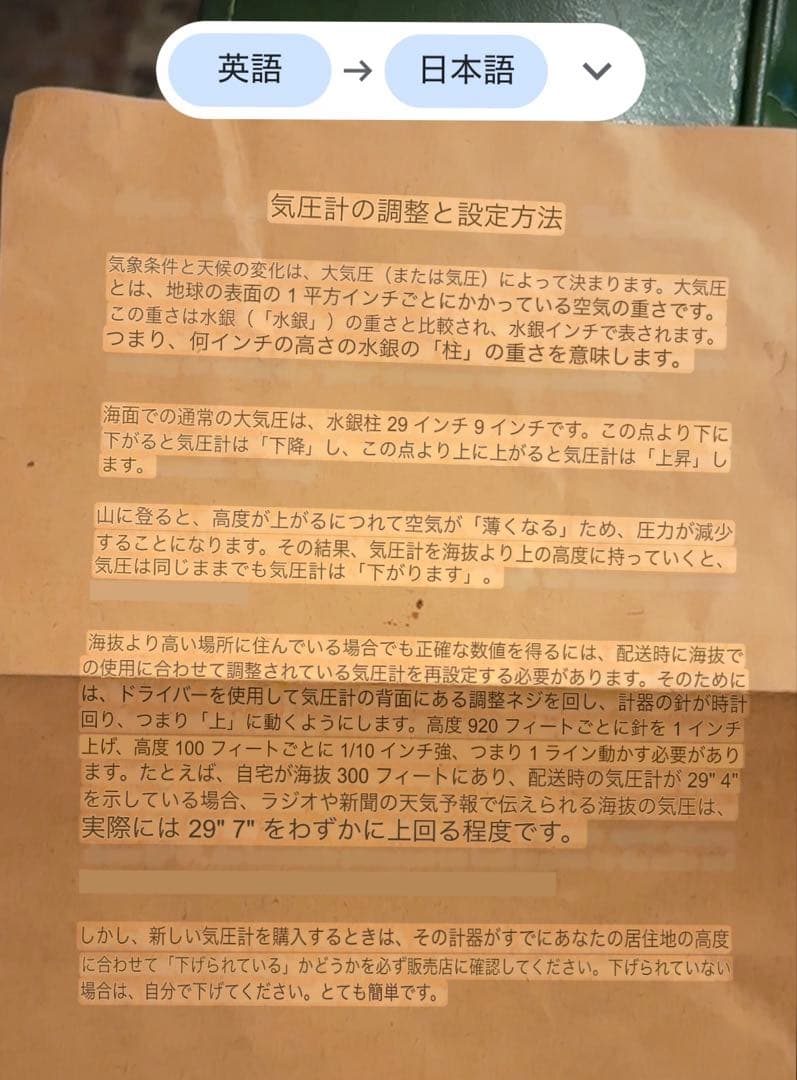 英語 → 日本語
気圧計の調整と設定方法
気象条件と天候の変化は、大気圧（または気圧）によって決まります。大気圧
とは、地球の表面の 1 平方インチごとにかかっている空気の重さです。
この重さは水銀（「水銀」）の重さと比較され、水銀インチで表されます。
つまり、何インチの高さの水銀の「柱」の重さを意味します。
海面での通常の大気圧は、水銀柱 29 インチ 9 インチです。この点より下に
下がると気圧計は「下降」し、この点より上に上がると気圧計は「上昇」し
ます。
山に登ると、高度が上がるにつれて空気が「薄くなる」ため、圧力が減少
することになります。その結果、気圧計を海抜より上の高度に持っていくと、
気圧は同じままでも気圧計は「下がります」。
海抜より高い場所に住んでいる場合でも正確な数値を得るには、配送時に海抜で
の使用に合わせて調整されている気圧計を再設定する必要があります。そのために
は、ドライバーを使用して気圧計の背面にある調整ネジを回し、計器の針が時計
回り、つまり「上」に動くようにします。高度 920 フィートごとに針を 1 インチ
上げ、高度 100 フィートごとに 1/10 インチ強、つまり 1 ライン動かす必要があり
ます。たとえば、自宅が海抜 300 フィートにあり、配送時の気圧計が 29" 4"
を示している場合、ラジオや新聞の天気予報で伝えられる海抜の気圧は、
実際には 29" 7" をわずかに上回る程度です。
しかし、新しい気圧計を購入するときは、その計器がすでにあなたの居住地の高度
に合わせて「下げられている」かどうかを必ず販売店に確認してください。下げられていない
場合は、自分で下げてください。とても簡単です。